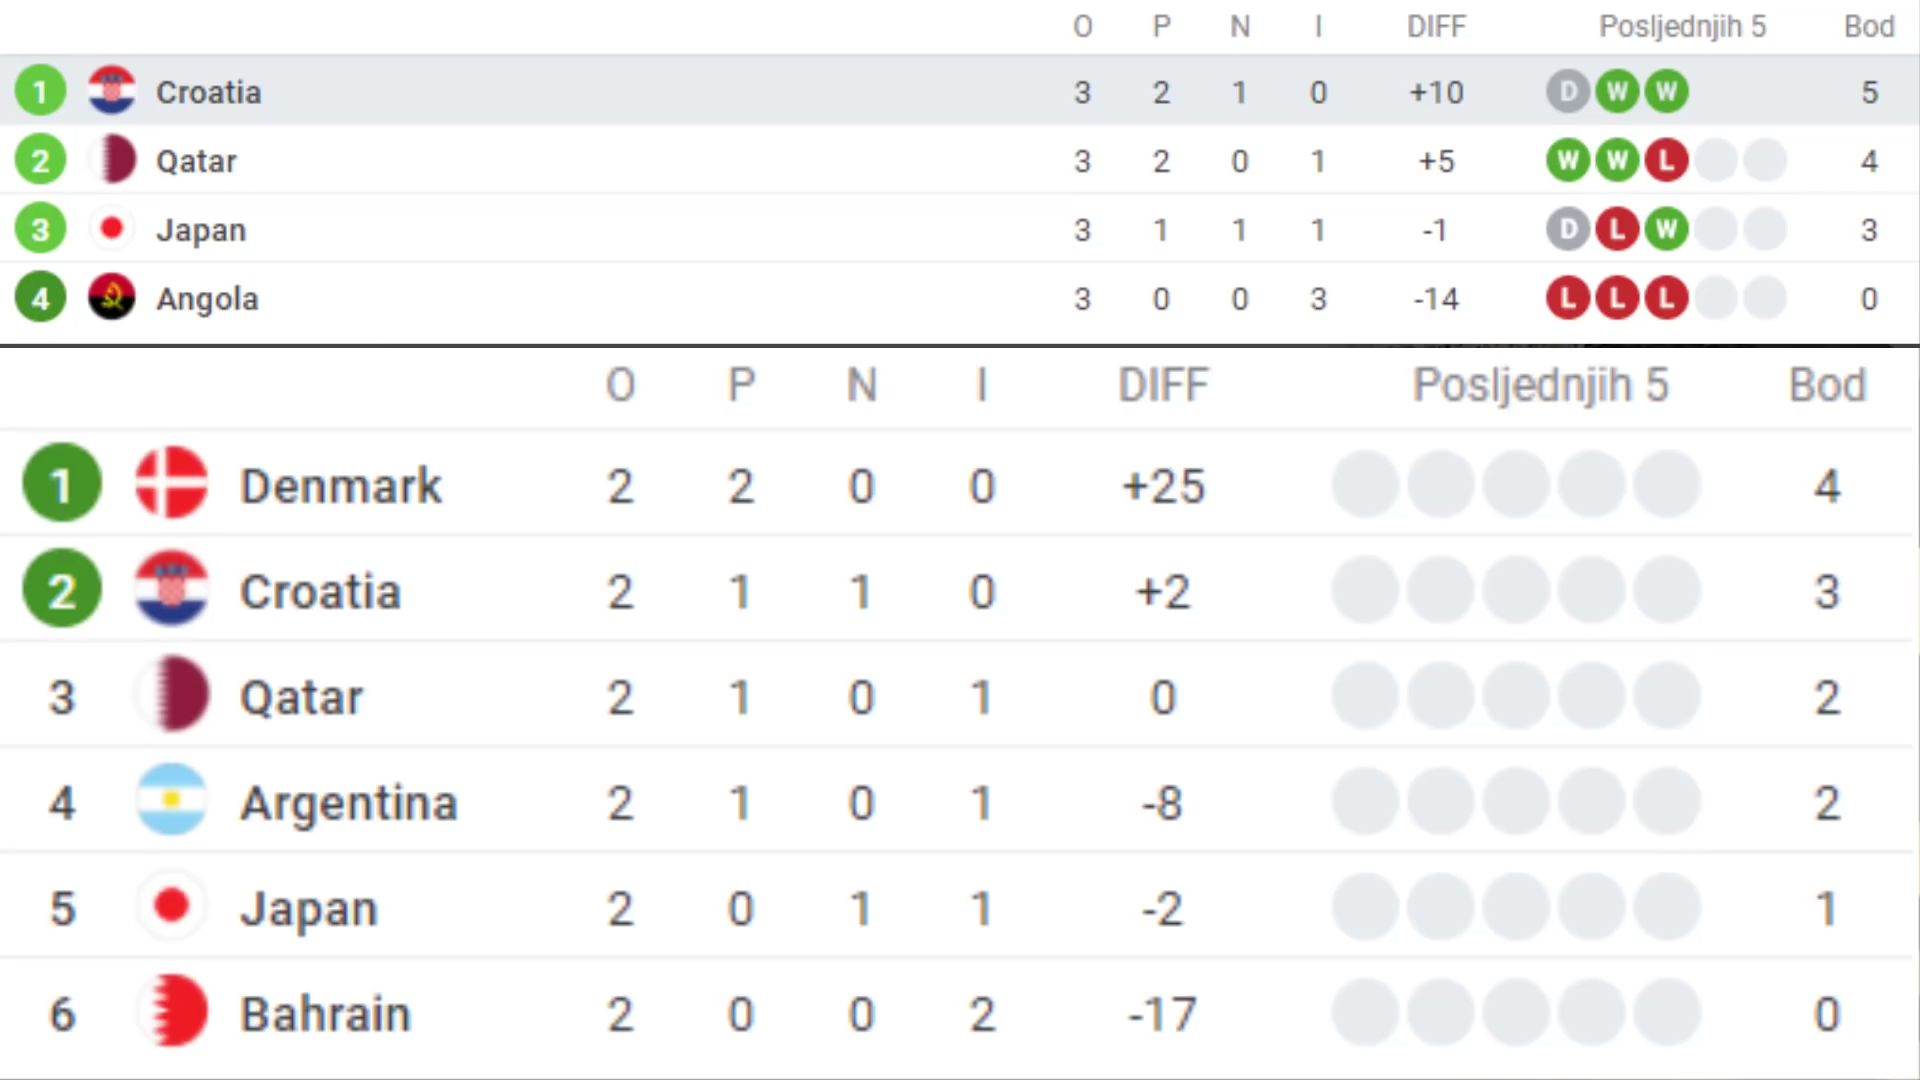 O P N I DIFF Posljednjih 5 Bod
1 Croatia 3 2 1 0 +10 D W W 5
2 Qatar 3 2 0 1 +5 W W L 4
3 Japan 3 1 1 1 -1 D L W 3
4 Angola 3 0 0 3 -14 L L L 0
O P N I DIFF Posljednjih 5 Bod
1 Denmark 2 2 0 0 +25 4
2 Croatia 2 1 1 0 +2 3
3 Qatar 2 1 0 1 0 2
4 Argentina 2 1 0 1 -8 2
5 Japan 2 0 1 1 -2 1
6 Bahrain 2 0 0 2 -17 0